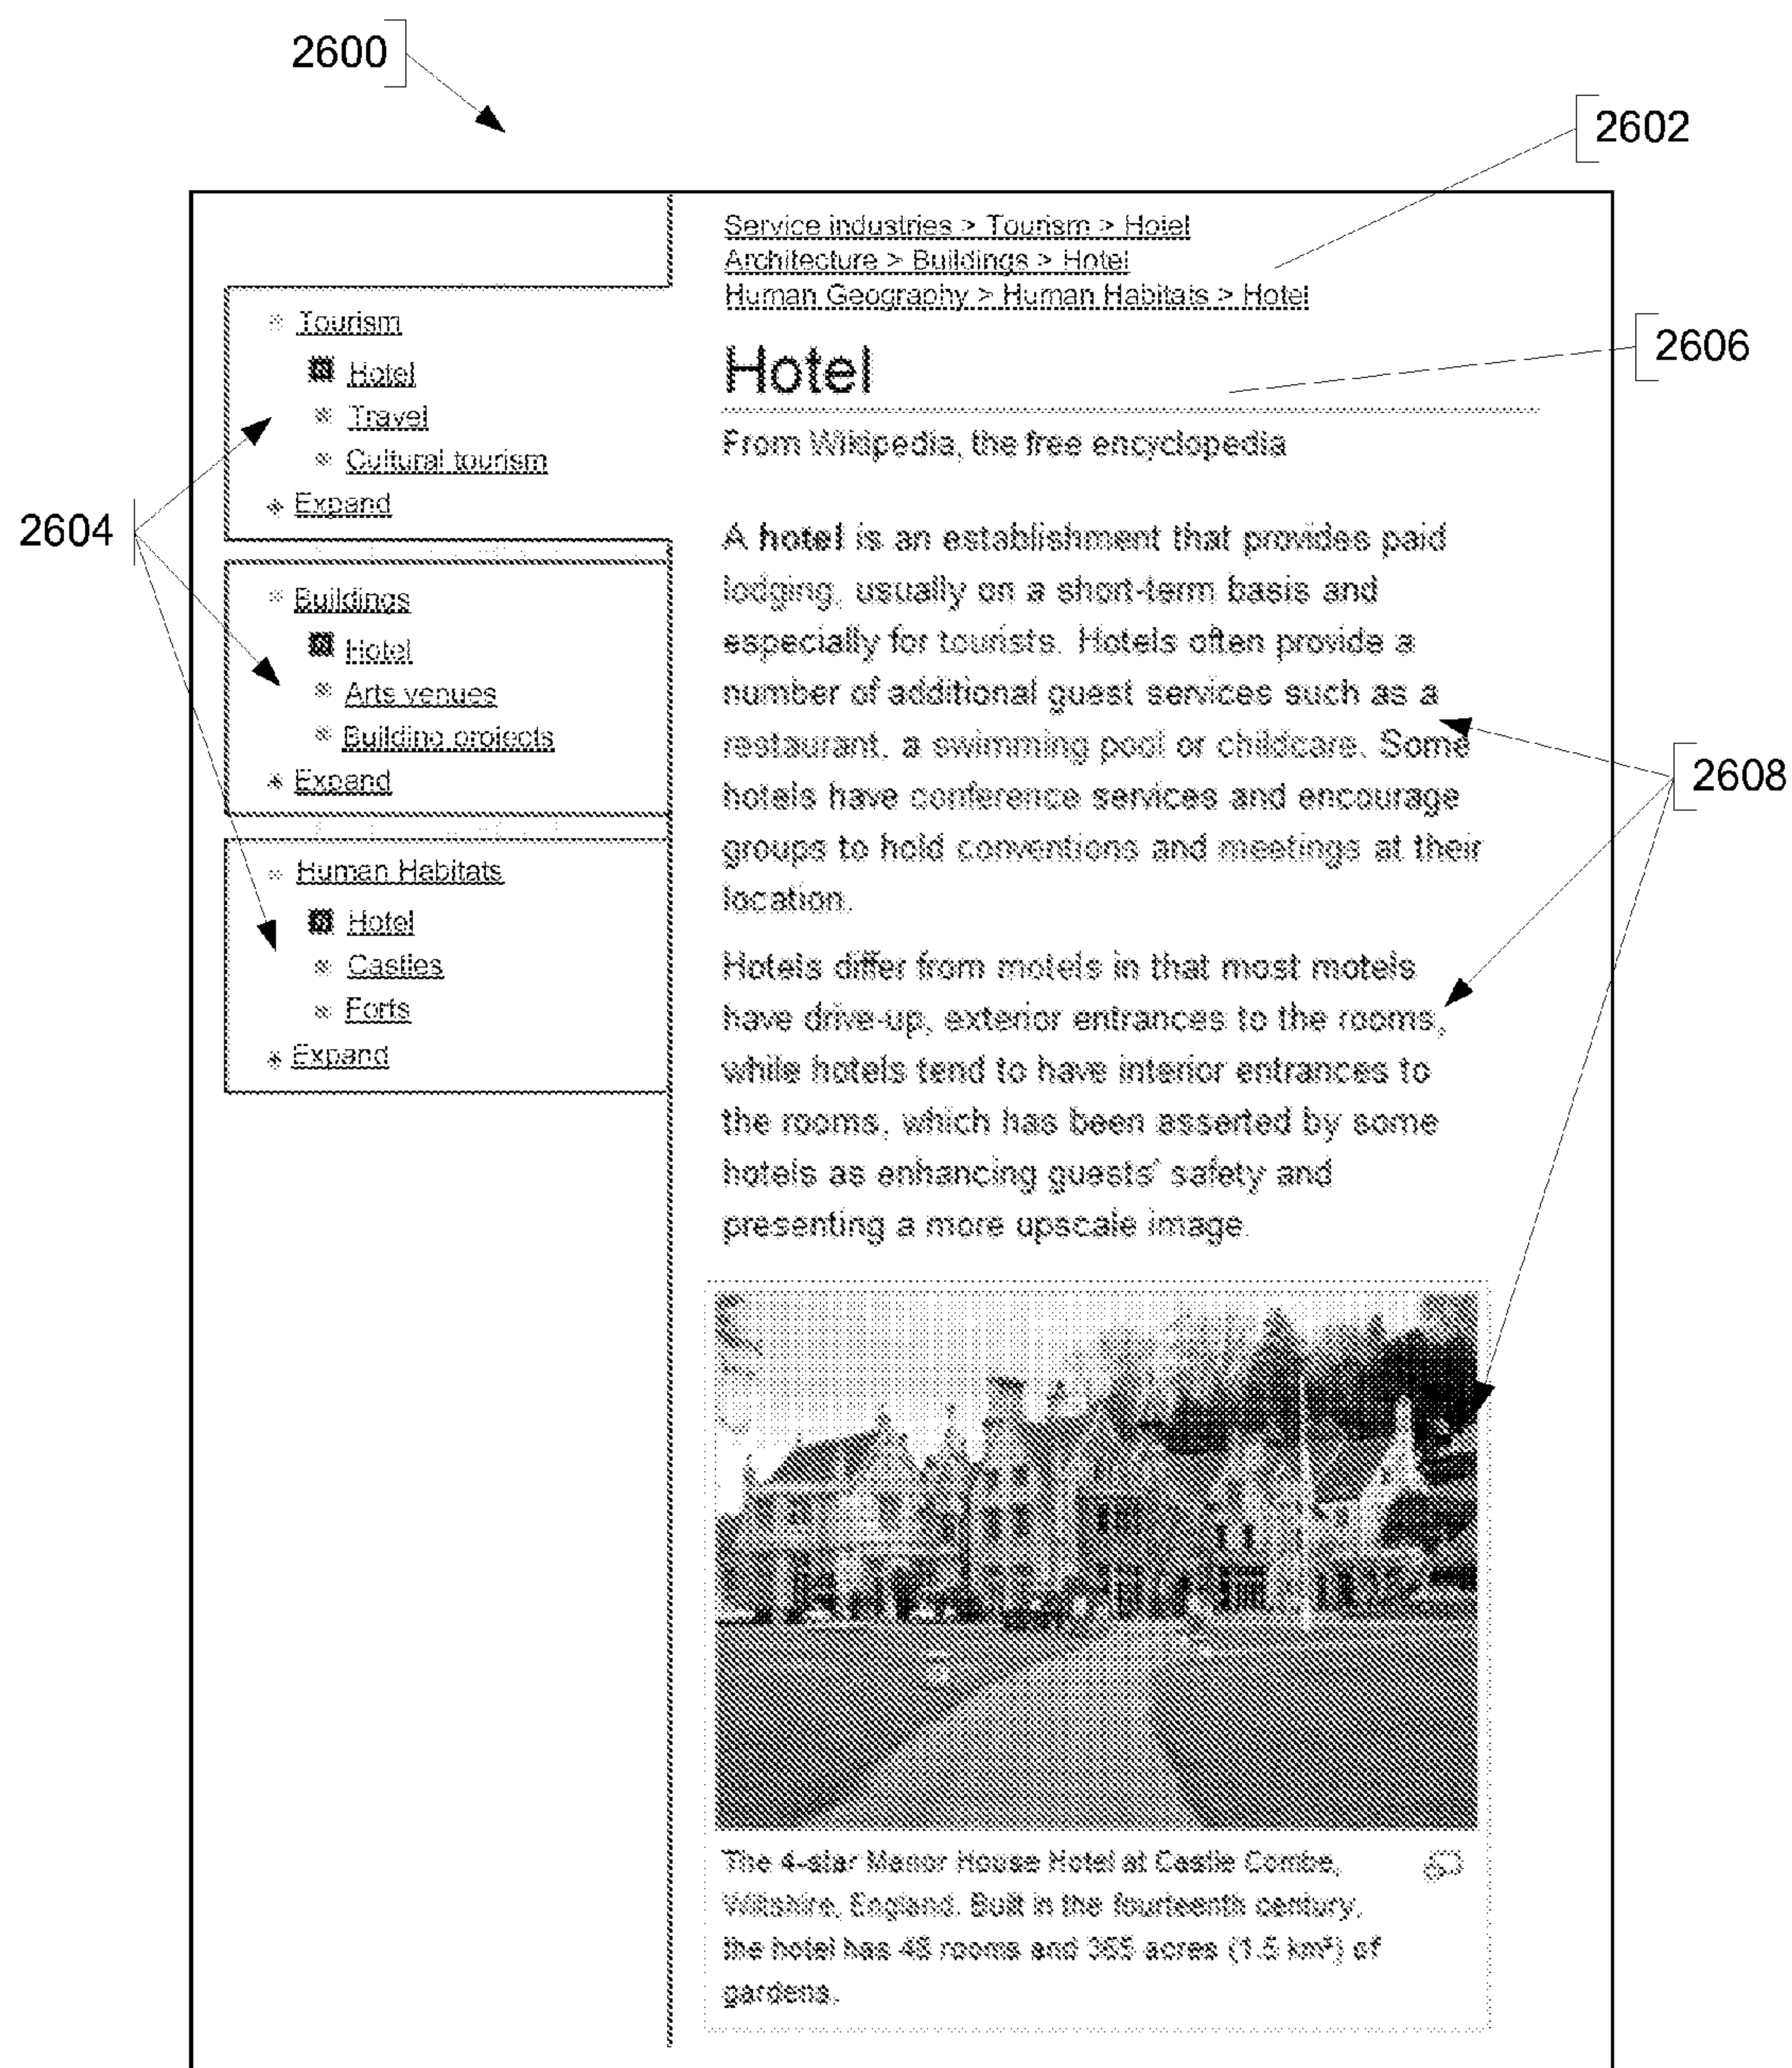 2600
2602
Service industries > Tourism > Hotel
Architecture > Buildings > Hotel
Human Geography > Human Habitats > Hotel
2606
Hotel
From Wikipedia, the free encyclopedia
2604
Tourism
Hotel
Travel
Cultural tourism
Expand
Buildings
Hotel
Arts venues
Building projects
Expand
Human Habitats
Hotel
Castles
Forts
Expand
A hotel is an establishment that provides paid
lodging, usually on a short-term basis and
especially for tourists. Hotels often provide a
number of additional guest services such as a
restaurant, a swimming pool or childcare. Some
hotels have conference services and encourage
groups to hold conventions and meetings at their
location.
2608
Hotels differ from motels in that most motels
have drive-up, exterior entrances to the rooms,
while hotels tend to have interior entrances to
the rooms, which has been asserted by some
hotels as enhancing guests' safety and
presenting a more upscale image.
The 4-star Manor House Hotel at Castle Combe,
Wiltshire, England. Built in the fourteenth century,
the hotel has 48 rooms and 365 acres (1.5 km²) of
gardens.